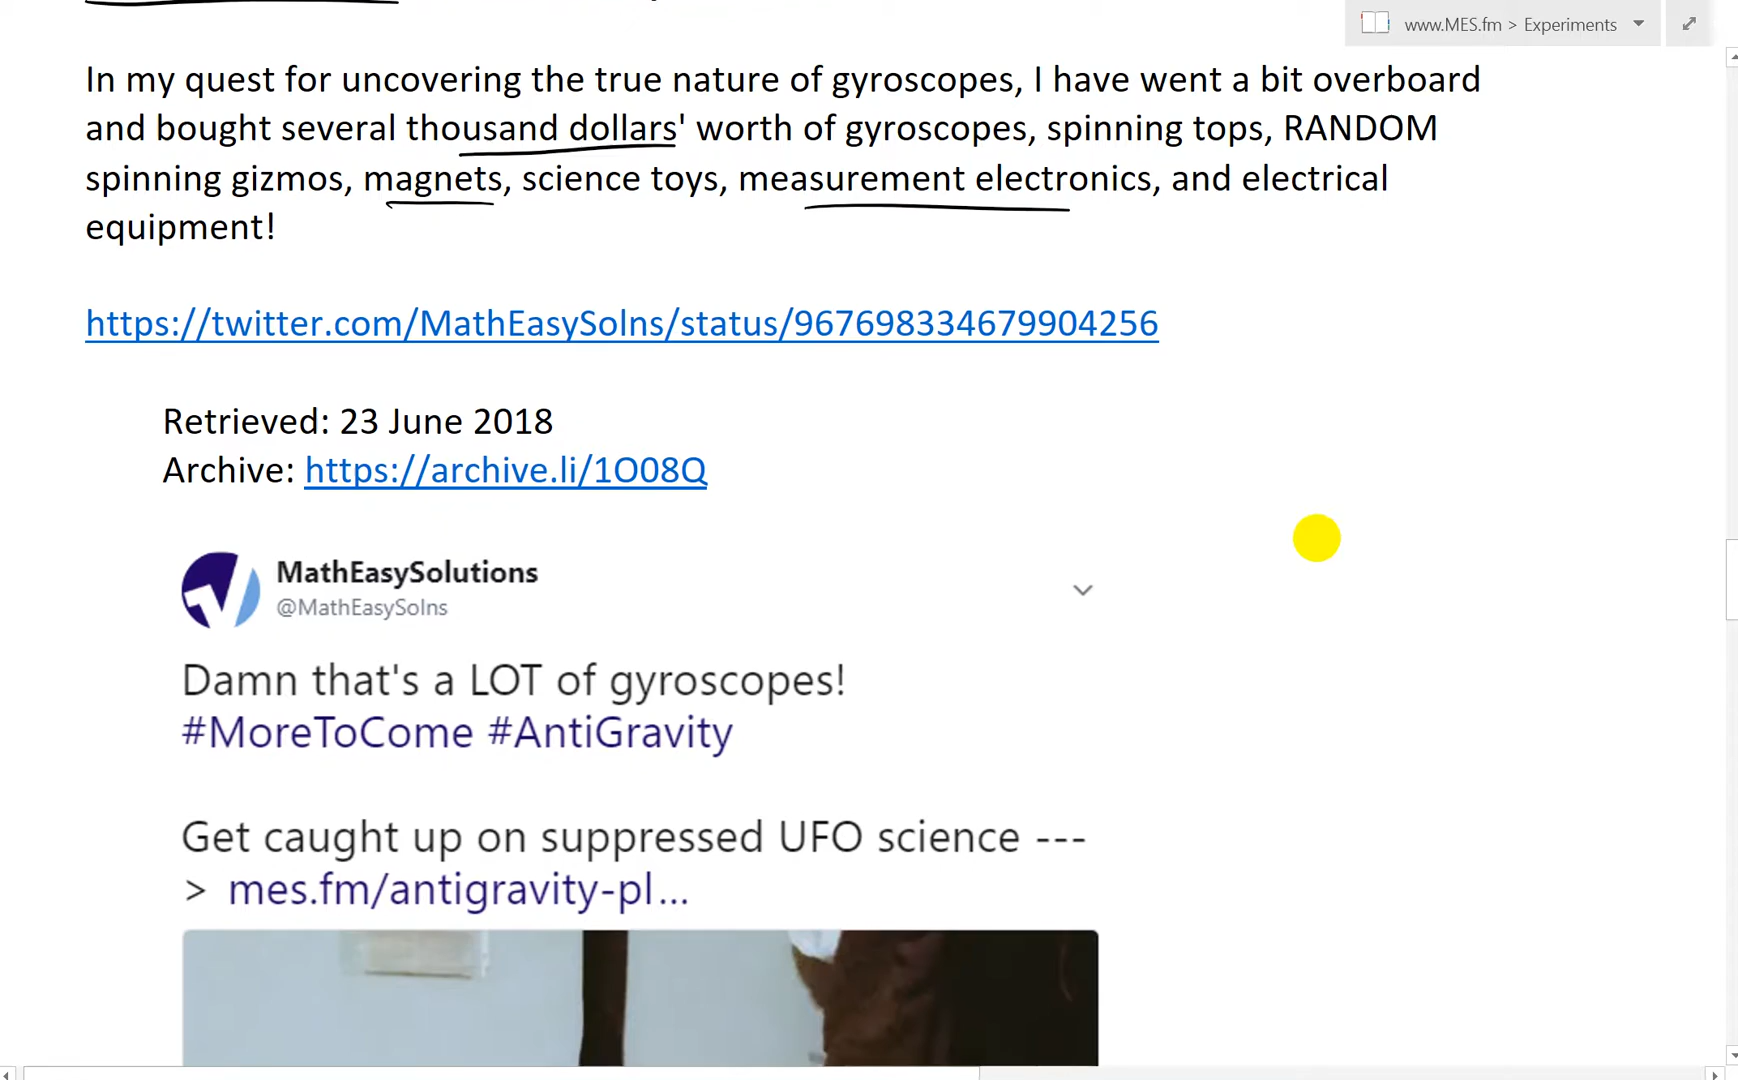 www.MES.fm > Experiments
In my quest for uncovering the true nature of gyroscopes, I have went a bit overboard
and bought several thousand dollars' worth of gyroscopes, spinning tops, RANDOM
spinning gizmos, magnets, science toys, measurement electronics, and electrical
equipment!
https://twitter.com/MathEasySolns/status/967698334679904256
Retrieved: 23 June 2018
Archive: https://archive.li/1O08Q
MathEasySolutions
@MathEasySolns
Damn that's a LOT of gyroscopes!
#MoreToCome #AntiGravity
Get caught up on suppressed UFO science ---
> mes.fm/antigravity-pl...